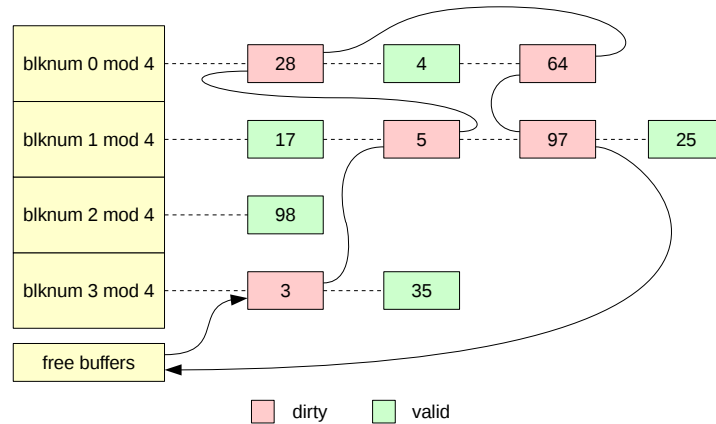 blknum 0 mod 4 28 4 64
blknum 1 mod 4 17 5 97 25
blknum 2 mod 4 98
blknum 3 mod 4 3 35
free buffers
dirty valid